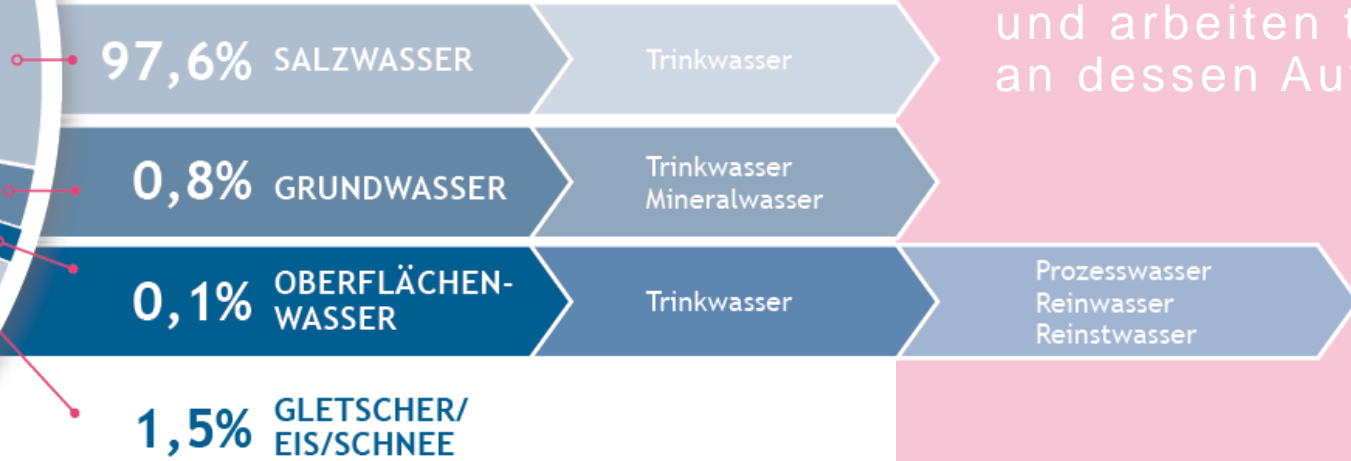 und arbeiten
an dessen
97,6% SALZWASSER
Trinkwasser
0,8% GRUNDWASSER
Trinkwasser
Mineralwasser
0,1% OBERFLÄCHEN-
WASSER
Trinkwasser
Prozesswasser
Reinwasser
Reinstwasser
1,5% GLETSCHER/
EIS/SCHNEE